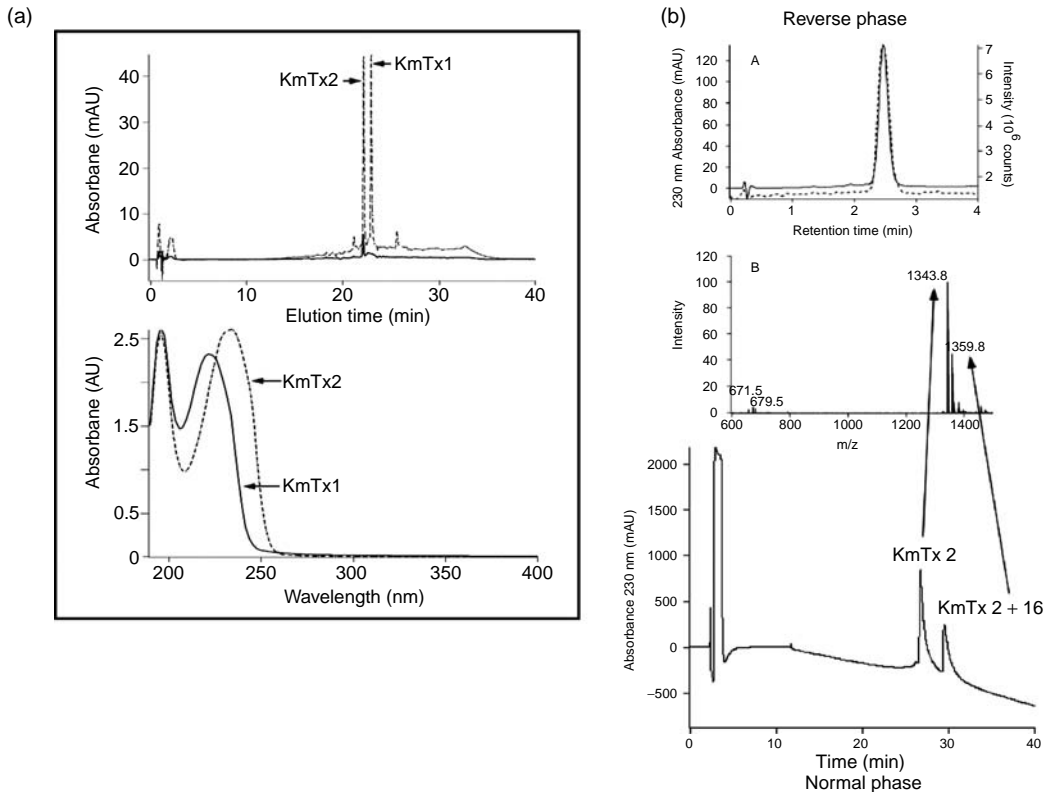 (a)
KmTx1
KmTx2
40
30
20
10
0
Absorbane (mAU)
0 10 20 30 40
Elution time (min)
2.5
1.5
0.5
0
Absorbane (AU)
KmTx2
KmTx1
200 250 300 350 400
Wavelength (nm)
(b)
Reverse phase
A
120
100
80
60
40
20
0
230 nm Absorbance (mAU)
7
6
5
4
3
2
Intensity (10^6 counts)
0 1 2 3 4
Retention time (min)
B
120
100
80
60
40
20
0
Intensity
1343.8
1359.8
671.5
679.5
600 800 1000 1200 1400
m/z
2000
1500
1000
500
0
−500
Absorbance 230 nm (mAU)
KmTx 2
KmTx 2 + 16
0 10 20 30 40
Time (min)
Normal phase